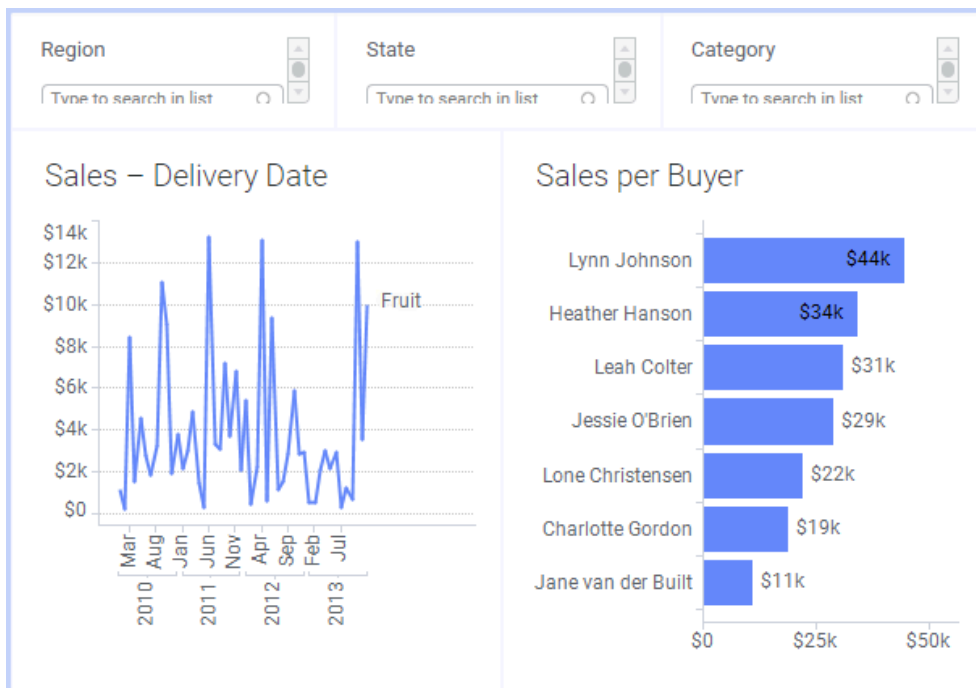 Region
State
Category
Type to search in list
Type to search in list
Type to search in list
Sales – Delivery Date
$14k
$12k
$10k
$8k
$6k
$4k
$2k
$0
Fruit
Mar
Aug
Jan
Jun
Nov
Apr
Sep
Feb
Jul
2010
2011
2012
2013
Sales per Buyer
Lynn Johnson $44k
Heather Hanson $34k
Leah Colter $31k
Jessie O'Brien $29k
Lone Christensen $22k
Charlotte Gordon $19k
Jane van der Built $11k
$0 $25k $50k